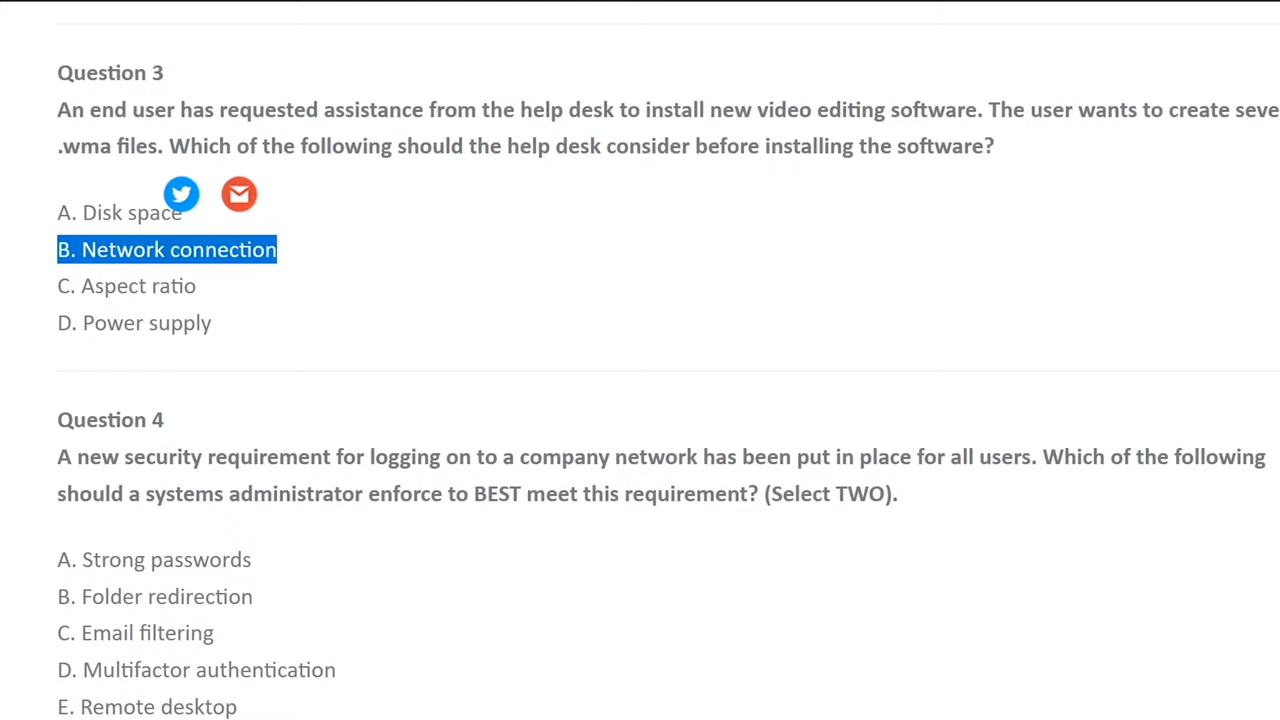 Question 3
An end user has requested assistance from the help desk to install new video editing software. The user wants to create seve
.wma files. Which of the following should the help desk consider before installing the software?
A. Disk space
B. Network connection
C. Aspect ratio
D. Power supply
Question 4
A new security requirement for logging on to a company network has been put in place for all users. Which of the following
should a systems administrator enforce to BEST meet this requirement? (Select TWO).
A. Strong passwords
B. Folder redirection
C. Email filtering
D. Multifactor authentication
E. Remote desktop